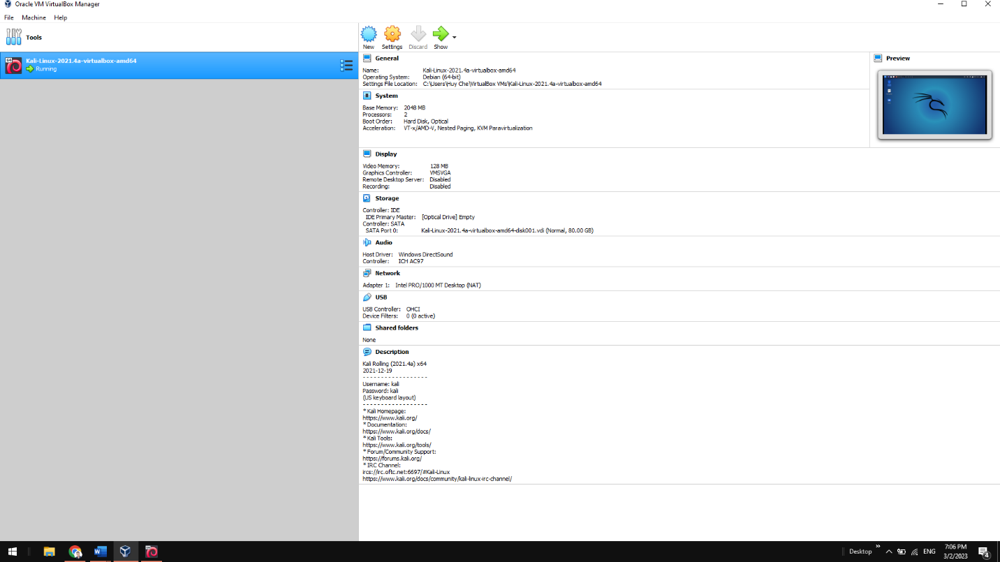 Oracle VM VirtualBox Manager
File Machine Help
Tools
New Settings Discard Show
64
Kali-Linux-2021.4a-virtualbox-amd64
Running
General
Name: Kali-Linux-2021.4a-virtualbox-amd64
Operating System: Debian (64-bit)
Settings File Location: C:\Users\Huy Che\VirtualBox VMs\Kali-Linux-2021.4a-virtualbox-amd64
Preview
System
Base Memory: 2048 MB
Processors: 2
Boot Order: Hard Disk, Optical
Acceleration: VT-x/AMD-V, Nested Paging, KVM Paravirtualization
Display
Video Memory: 128 MB
Graphics Controller: VMSVGA
Remote Desktop Server: Disabled
Recording: Disabled
Storage
Controller: IDE
IDE Primary Master: [Optical Drive] Empty
Controller: SATA
SATA Port 0: Kali-Linux-2021.4a-virtualbox-amd64-disk001.vdi (Normal, 80.00 GB)
Audio
Host Driver: Windows DirectSound
Controller: ICH AC97
Network
Adapter 1: Intel PRO/1000 MT Desktop (NAT)
USB
USB Controller: OHCI
Device Filters: 0 (0 active)
Shared folders
None
Description
Kali Rolling (2021.4a) x64
2021-12-19
- - - - - - - - - - - - - - - - - -
Username: kali
Password: kali
(US keyboard layout)
- - - - - - - - - - - - - - - - - -
* Kali Homepage:
https://www.kali.org/
* Documentation:
https://www.kali.org/docs/
* Kali Tools:
https://www.kali.org/tools/
* Forum/Community Support:
https://forums.kali.org/
* IRC Channel:
ircs://irc.oftc.net:6697/#Kali-Linux
https://www.kali.org/docs/community/kali-linux-irc-channel/
Desktop » ENG 7:06 PM
3/2/2023 4